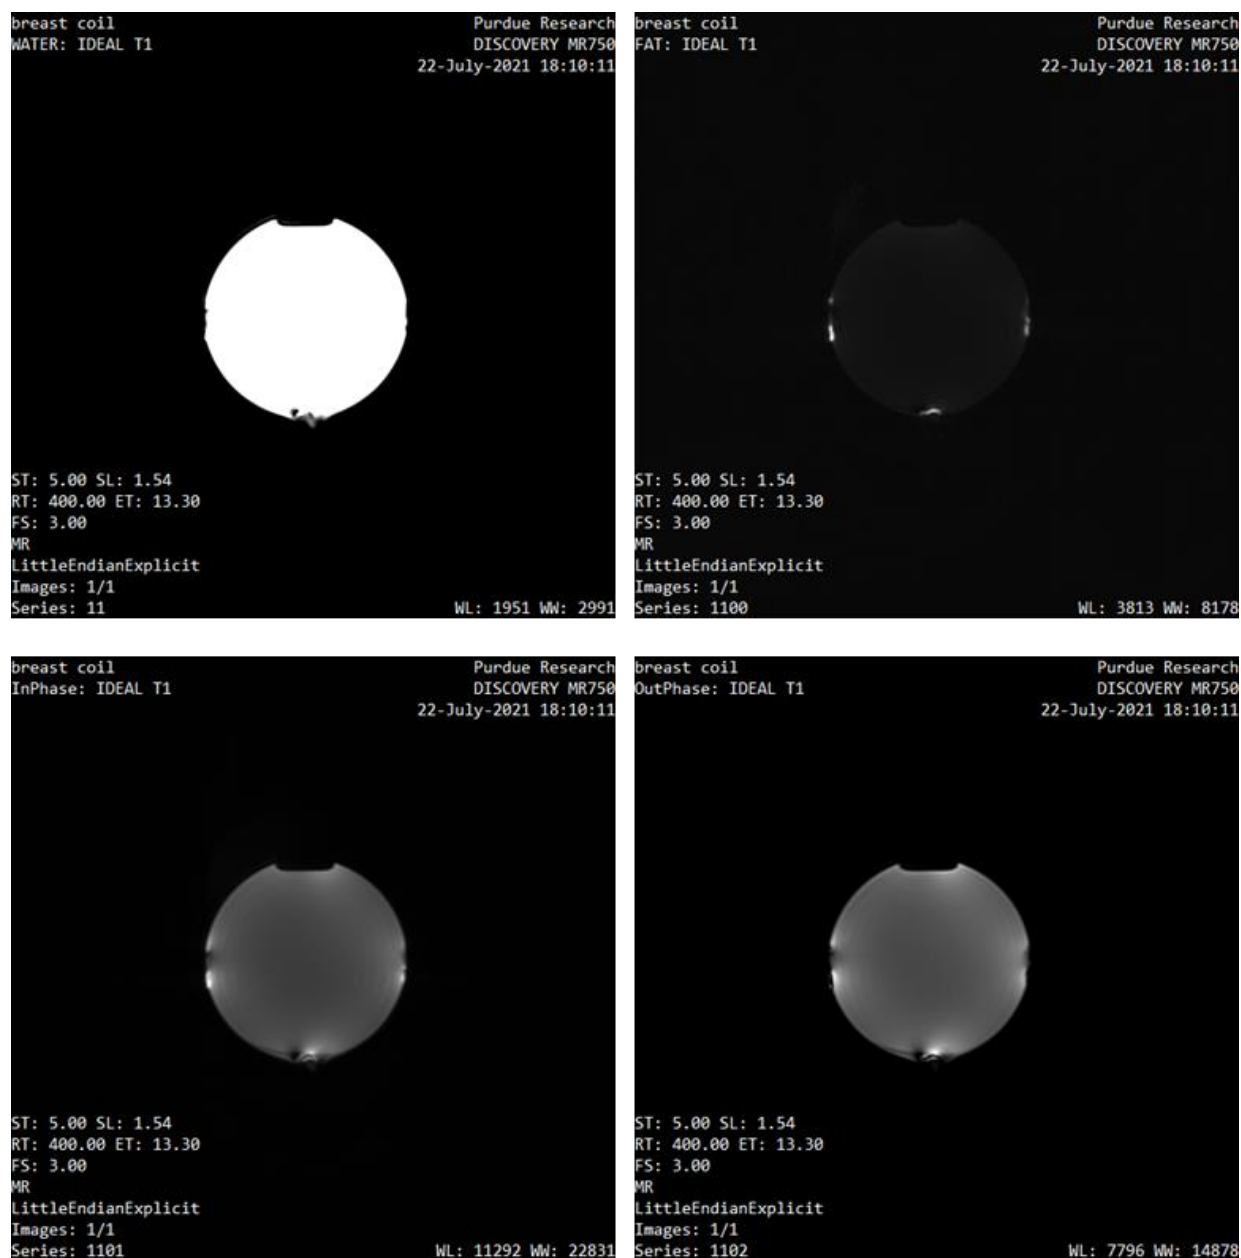 breast coil
WATER: IDEAL T1
Purdue Research
DISCOVERY MR750
22-July-2021 18:10:11
ST: 5.00 SL: 1.54
RT: 400.00 ET: 13.30
FS: 3.00
MR
LittleEndianExplicit
Images: 1/1
Series: 11
WL: 1951 WW: 2991
breast coil
FAT: IDEAL T1
Purdue Research
DISCOVERY MR750
22-July-2021 18:10:11
ST: 5.00 SL: 1.54
RT: 400.00 ET: 13.30
FS: 3.00
MR
LittleEndianExplicit
Images: 1/1
Series: 1100
WL: 3813 WW: 8178
breast coil
InPhase: IDEAL T1
Purdue Research
DISCOVERY MR750
22-July-2021 18:10:11
ST: 5.00 SL: 1.54
RT: 400.00 ET: 13.30
FS: 3.00
MR
LittleEndianExplicit
Images: 1/1
Series: 1101
WL: 11292 WW: 22831
breast coil
OutPhase: IDEAL T1
Purdue Research
DISCOVERY MR750
22-July-2021 18:10:11
ST: 5.00 SL: 1.54
RT: 400.00 ET: 13.30
FS: 3.00
MR
LittleEndianExplicit
Images: 1/1
Series: 1102
WL: 7796 WW: 14878